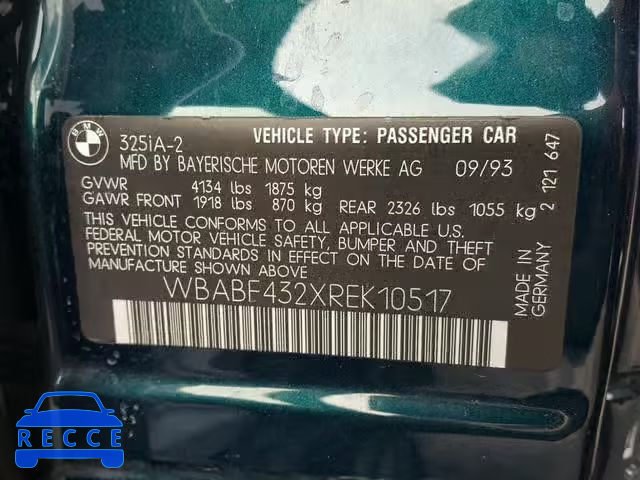 BMW
325iA-2 VEHICLE TYPE: PASSENGER CAR
MFD BY BAYERISCHE MOTOREN WERKE AG 09/93
GVWR 4134 lbs 1875 kg
GAWR FRONT 1918 lbs 870 kg REAR 2326 lbs 1055 kg
THIS VEHICLE CONFORMS TO ALL APPLICABLE U.S.
FEDERAL MOTOR VEHICLE SAFETY, BUMPER AND THEFT
PREVENTION STANDARDS IN EFFECT ON THE DATE OF
MANUFACTURE SHOWN ABOVE.
WBABF432XREK10517
2 121 647
MADE IN
GERMANY
RECCE